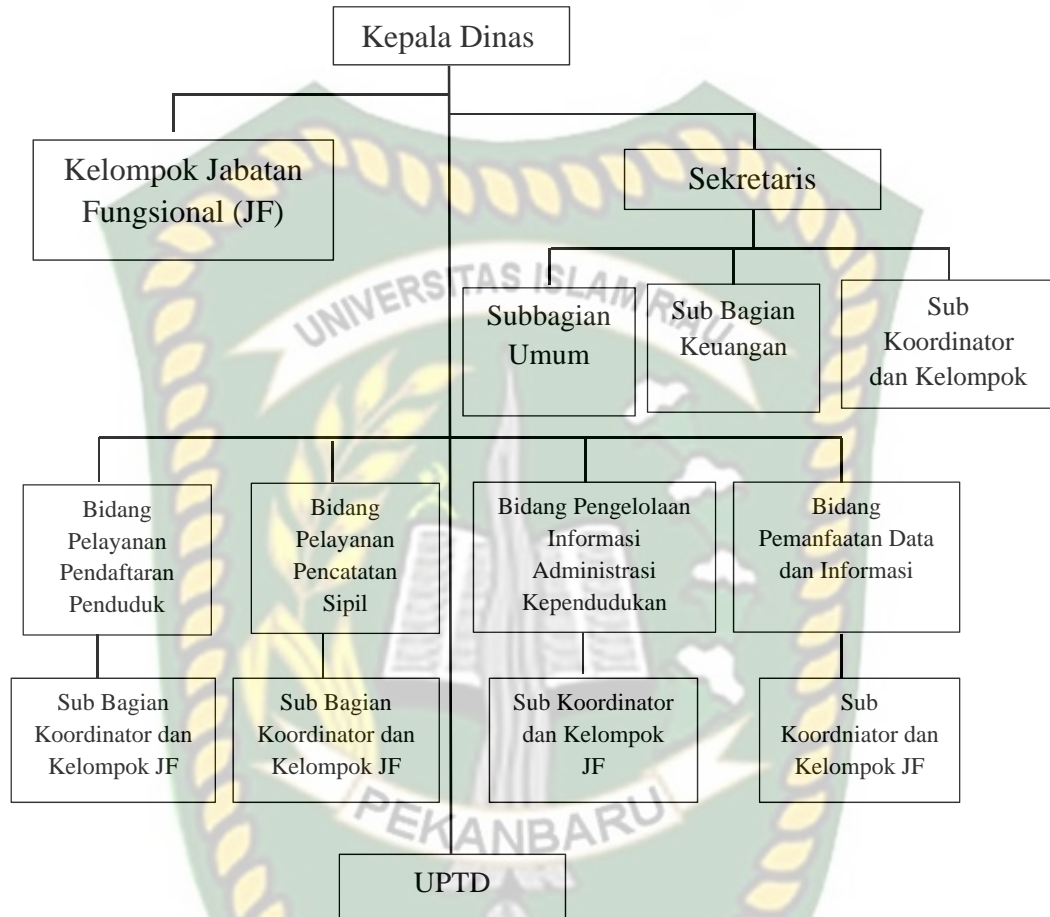 Kepala Dinas
Kelompok Jabatan
Fungsional (JF)
Sekretaris
UNIVERSITAS ISLAM RIAU
Subbagian
Umum
Sub Bagian
Keuangan
Sub
Koordinator
dan Kelompok
Bidang
Pelayanan
Pendaftaran
Penduduk
Bidang
Pelayanan
Pencatatan
Sipil
Bidang Pengelolaan
Informasi
Administrasi
Kependudukan
Bidang
Pemanfaatan Data
dan Informasi
Sub Bagian
Koordinator dan
Kelompok JF
Sub Bagian
Koordinator dan
Kelompok JF
Sub Koordinator
dan Kelompok
JF
Sub
Koordniator dan
Kelompok JF
PEKANBARU
UPTD